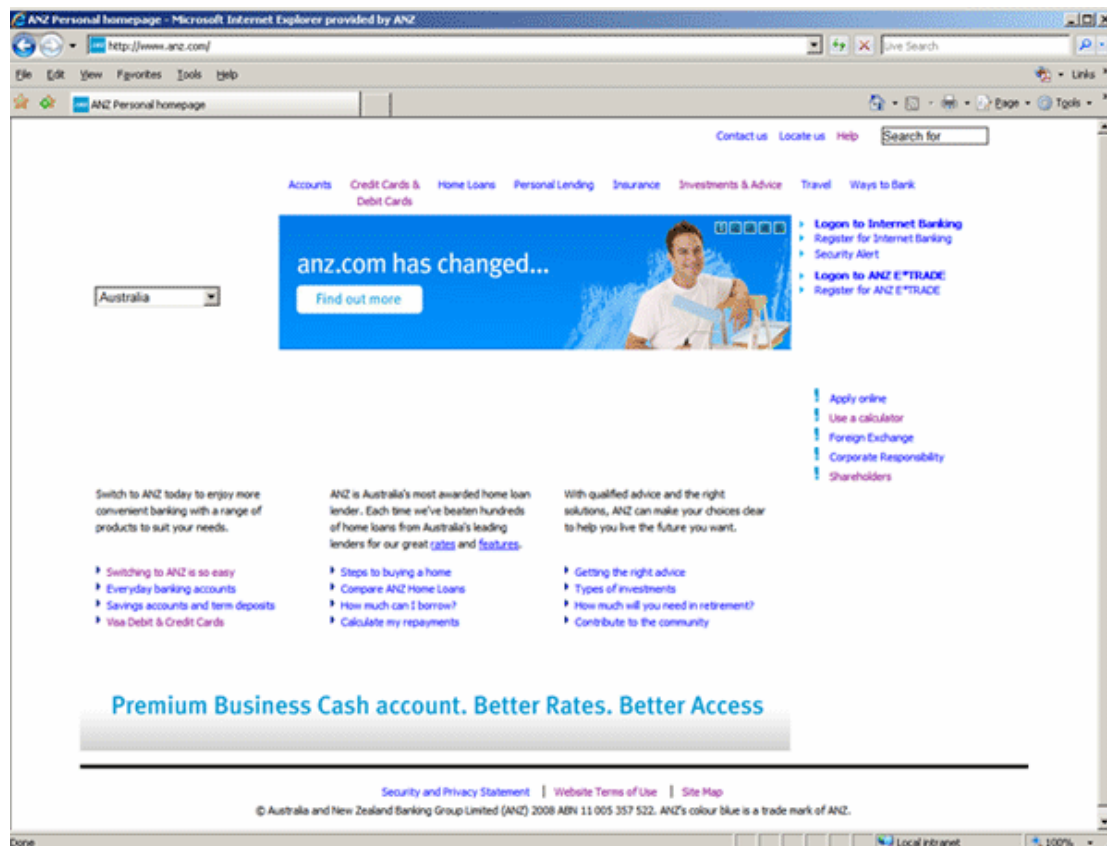 ANZ Personal homepage - Microsoft Internet Explorer provided by ANZ
http://www.anz.com/
Live Search
File Edit View Favorites Tools Help
Links
ANZ Personal homepage
Page Tools
Contact us Locate us Help Search for
Accounts Credit Cards & Debit Cards Home Loans Personal Lending Insurance Investments & Advice Travel Ways to Bank
anz.com has changed...
Find out more
Australia
Logon to Internet Banking
Register for Internet Banking
Security Alert
Logon to ANZ E*TRADE
Register for ANZ E*TRADE
Apply online
Use a calculator
Foreign Exchange
Corporate Responsibility
Shareholders
Switch to ANZ today to enjoy more
convenient banking with a range of
products to suit your needs.
Switching to ANZ is so easy
Everyday banking accounts
Savings accounts and term deposits
Visa Debit & Credit Cards
ANZ is Australia's most awarded home loan
lender. Each time we've beaten hundreds
of home loans from Australia's leading
lenders for our great rates and features.
Steps to buying a home
Compare ANZ Home Loans
How much can I borrow?
Calculate my repayments
With qualified advice and the right
solutions, ANZ can make your choices clear
to help you live the future you want.
Getting the right advice
Types of investments
How much will you need in retirement?
Contribute to the community
Premium Business Cash account. Better Rates. Better Access
Security and Privacy Statement | Website Terms of Use | Site Map
© Australia and New Zealand Banking Group Limited (ANZ) 2008 ABN 11 005 357 522. ANZ's colour blue is a trade mark of ANZ.
Done
Local intranet
100%